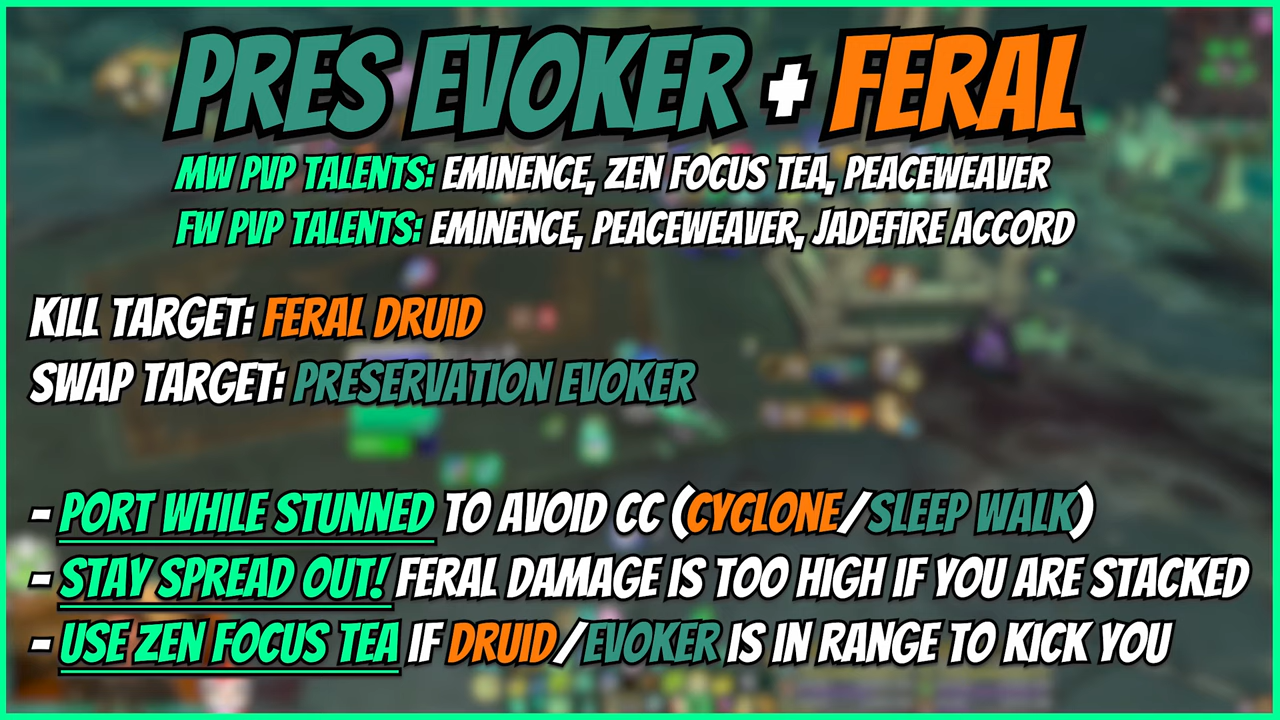 PRES EVOKER + FERAL
MW PVP TALENTS: EMINENCE, ZEN FOCUS TEA, PEACEWEAVER
FW PVP TALENTS: EMINENCE, PEACEWEAVER, JADEFIRE ACCORD
KILL TARGET: FERAL DRUID
SWAP TARGET: PRESERVATION EVOKER
- PORT WHILE STUNNED TO AVOID CC (CYCLONE/SLEEP WALK)
- STAY SPREAD OUT! FERAL DAMAGE IS TOO HIGH IF YOU ARE STACKED
- USE ZEN FOCUS TEA IF DRUID/EVOKER IS IN RANGE TO KICK YOU